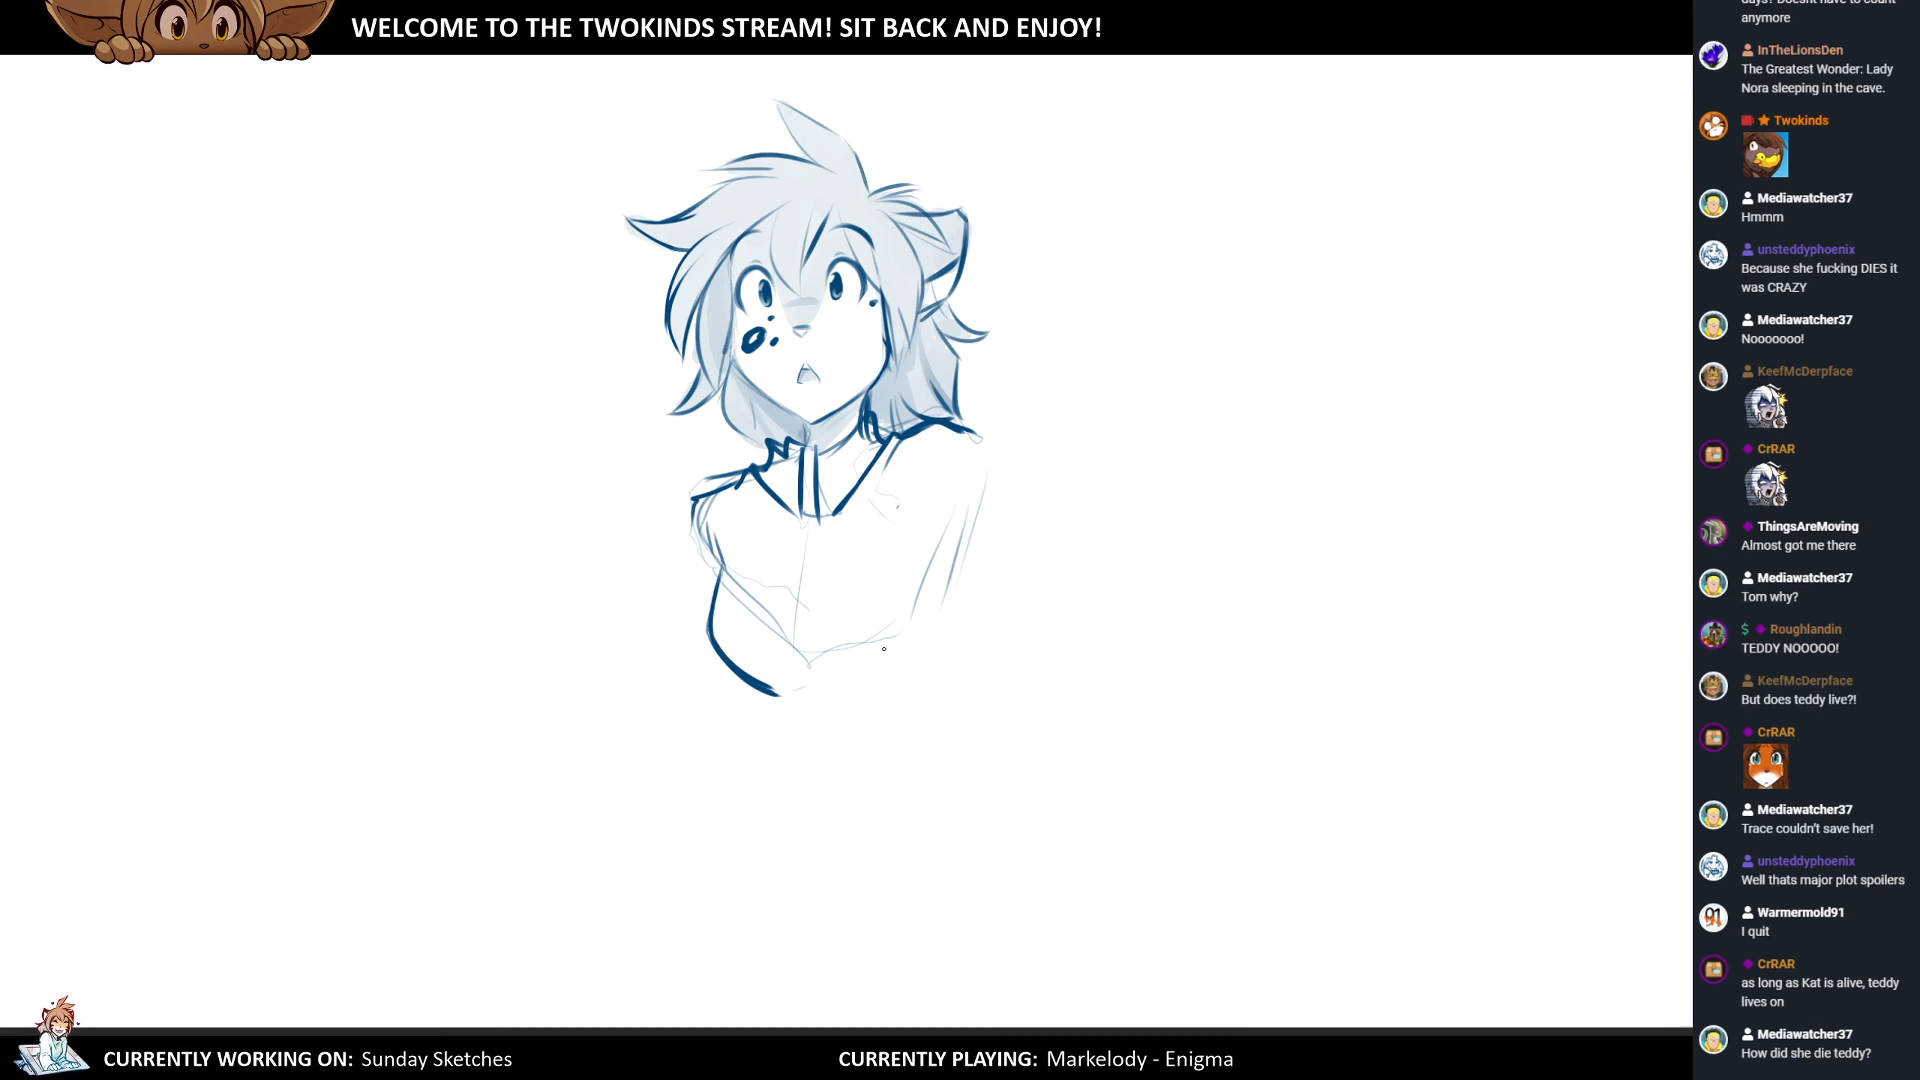 WELCOME TO THE TWOKINDS STREAM! SIT BACK AND ENJOY!
anymore
InTheLionsDen
The Greatest Wonder: Lady
Nora sleeping in the cave.
Twokinds
Mediawatcher37
Hmmm
unsteddyphoenix
Because she fucking DIES it
was CRAZY
Mediawatcher37
Nooooooo!
KeefMcDerpface
CrRAR
ThingsAreMoving
Almost got me there
Mediawatcher37
Tom why?
$ Roughlandin
TEDDY NOOOOO!
KeefMcDerpface
But does teddy live?!
CrRAR
Mediawatcher37
Trace couldn't save her!
unsteddyphoenix
Well thats major plot spoilers
91
Warmermold91
I quit
CrRAR
as long as Kat is alive, teddy
lives on
Mediawatcher37
How did she die teddy?
CURRENTLY WORKING ON: Sunday Sketches
CURRENTLY PLAYING: Markelody - Enigma